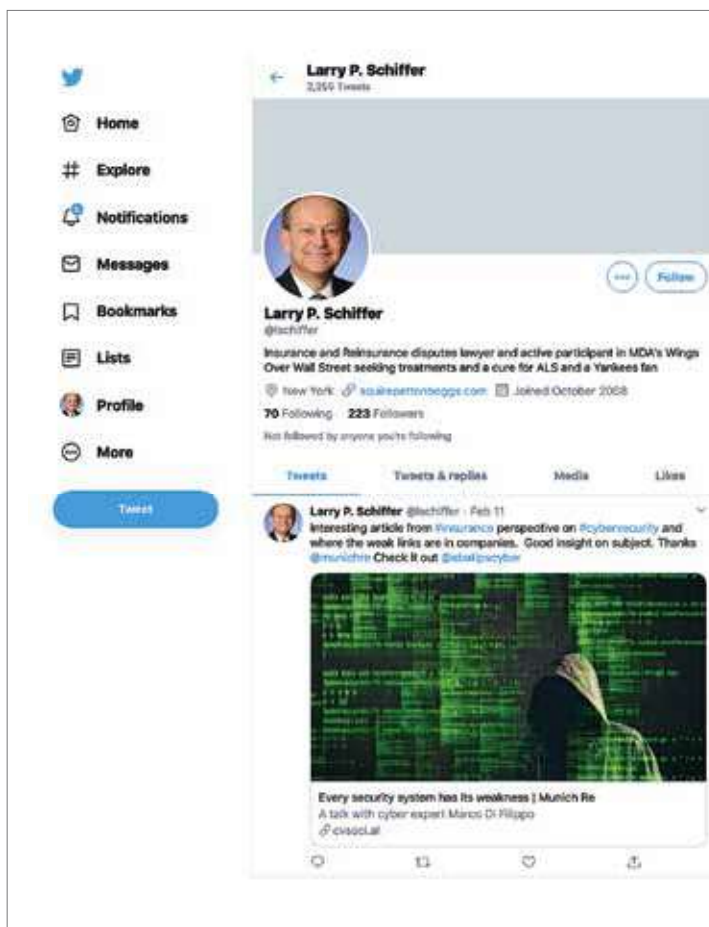 Larry P. Schiffer
2,255 Tweets
Home
Explore
Notifications
Messages
Bookmarks
Lists
Profile
More
Tweet
Follow
Larry P. Schiffer
@lschiffer
Insurance and Reinsurance disputes lawyer and active participant in MDA's Wings
Over Wall Street seeking treatments and a cure for ALS and a Yankees fan
New York squirepattonboggs.com Joined October 2008
70 Following 223 Followers
Not followed by anyone you're following
Tweets Tweets & replies Media Likes
Larry P. Schiffer @lschiffer · Feb 11
Interesting article from #insurance perspective on #cybersecurity and
where the weak links are in companies. Good insight on subject. Thanks
@munichre Check it out
Every security system has its weakness | Munich Re
A talk with cyber expert Marco Di Filippo